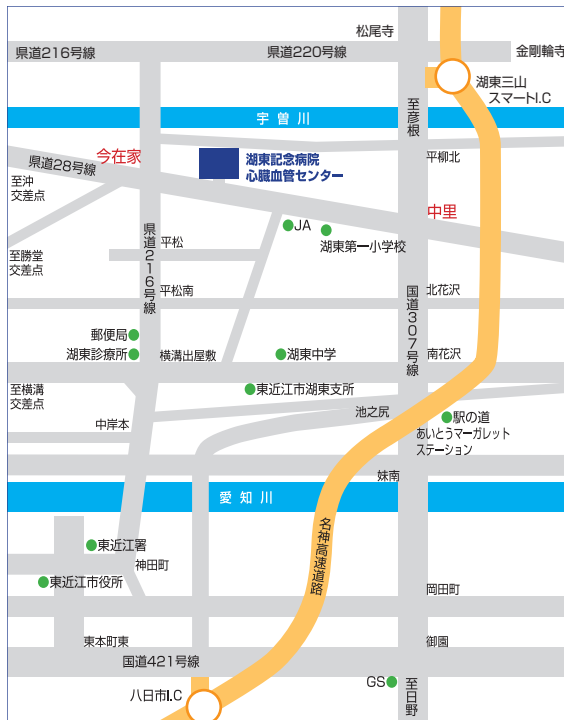 松尾寺
県道216号線
県道220号線
金剛輪寺
湖東三山
スマートI.C
至彦根
宇曽川
今在家
湖東記念病院
心臓血管センター
平柳北
県道28号線
至沖
交差点
中里
JA
湖東第一小学校
県道216号線
平松
至勝堂
交差点
平松南
国道307号線
北花沢
郵便局
湖東診療所
横溝出屋敷
湖東中学
南花沢
至横溝
交差点
東近江市湖東支所
池之尻
中岸本
駅の道
あいとうマーガレット
ステーション
妹南
愛知川
名神高速道路
東近江署
神田町
東近江市役所
岡田町
東本町東
御園
国道421号線
八日市I.C
GS
至日野